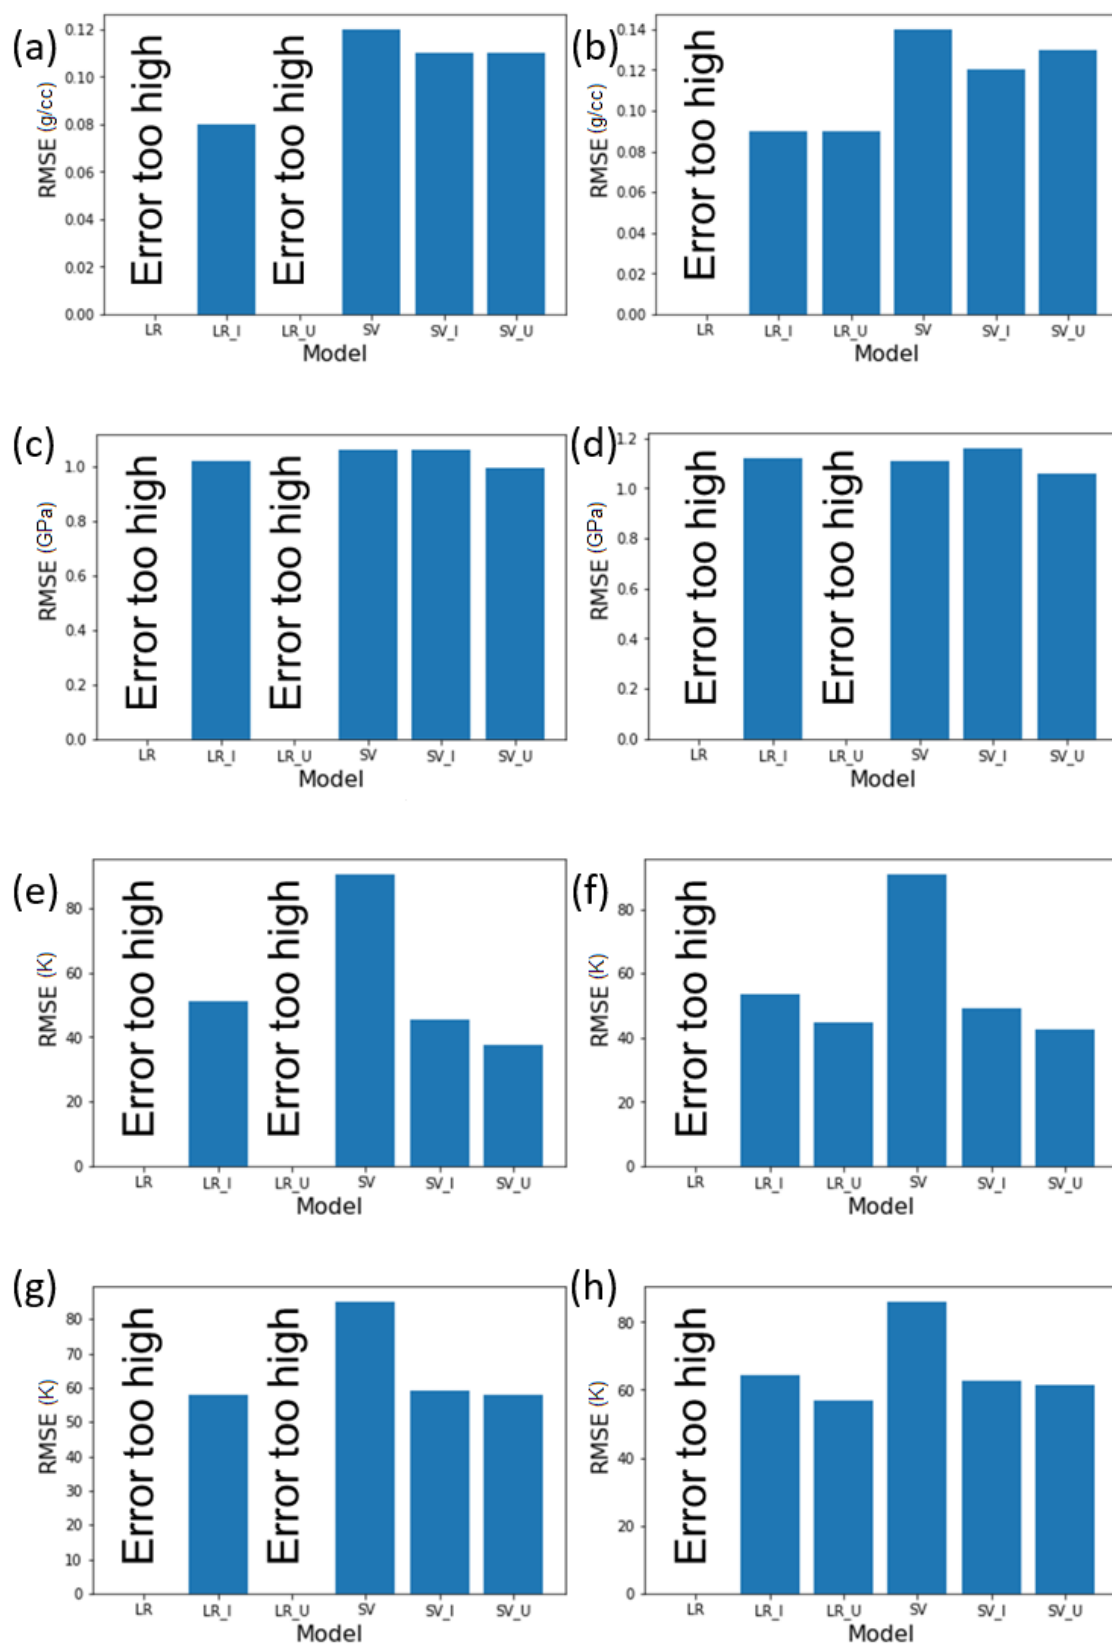 (a)
RMSE (g/cc)
0.12
0.10
0.08
0.06
0.04
0.02
0.00
Error too high
Error too high
LR LR_I LR_U SV SV_I SV_U
Model
(b)
RMSE (g/cc)
0.14
0.12
0.10
0.08
0.06
0.04
0.02
0.00
Error too high
LR LR_I LR_U SV SV_I SV_U
Model
(c)
RMSE (GPa)
1.0
0.8
0.6
0.4
0.2
0.0
Error too high
Error too high
LR LR_I LR_U SV SV_I SV_U
Model
(d)
RMSE (GPa)
1.2
1.0
0.8
0.6
0.4
0.2
0.0
Error too high
Error too high
LR LR_I LR_U SV SV_I SV_U
Model
(e)
RMSE (K)
80
60
40
20
0
Error too high
Error too high
LR LR_I LR_U SV SV_I SV_U
Model
(f)
RMSE (K)
80
60
40
20
0
Error too high
LR LR_I LR_U SV SV_I SV_U
Model
(g)
RMSE (K)
80
70
60
50
40
30
20
10
0
Error too high
Error too high
LR LR_I LR_U SV SV_I SV_U
Model
(h)
RMSE (K)
80
60
40
20
0
Error too high
LR LR_I LR_U SV SV_I SV_U
Model